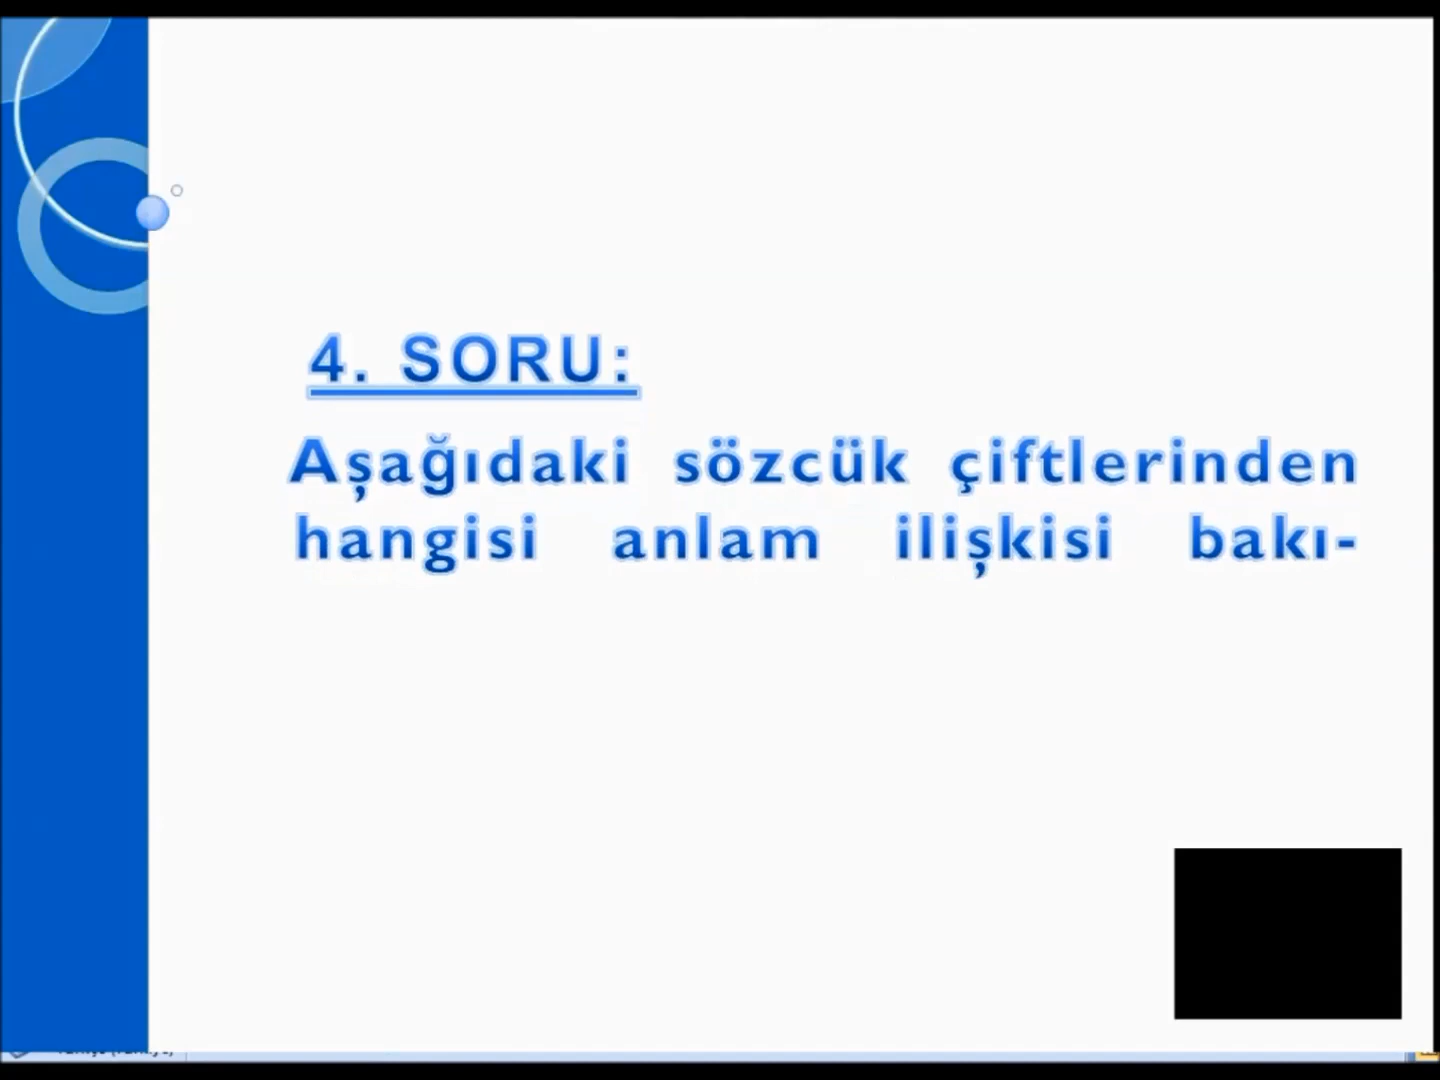 4. SORU:
Aşağıdaki sözcük çiftlerinden
hangisi anlam ilişkisi bakı-